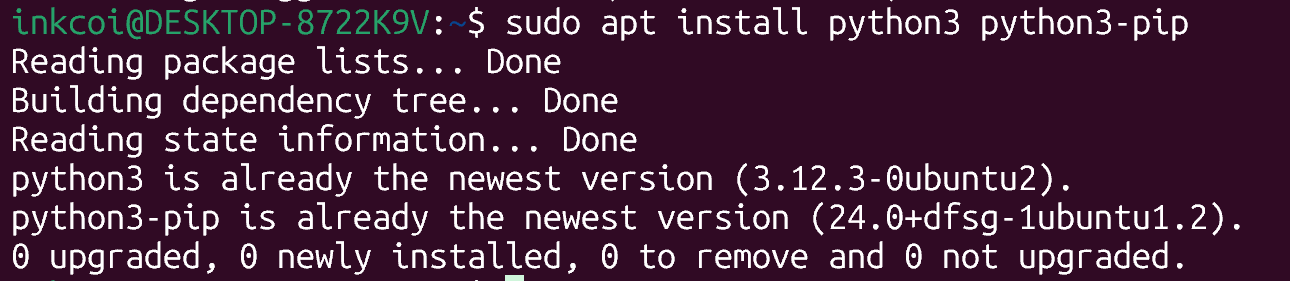 inkcoi@DESKTOP-8722K9V:~$ sudo apt install python3 python3-pip
Reading package lists... Done
Building dependency tree... Done
Reading state information... Done
python3 is already the newest version (3.12.3-0ubuntu2).
python3-pip is already the newest version (24.0+dfsg-1ubuntu1.2).
0 upgraded, 0 newly installed, 0 to remove and 0 not upgraded.